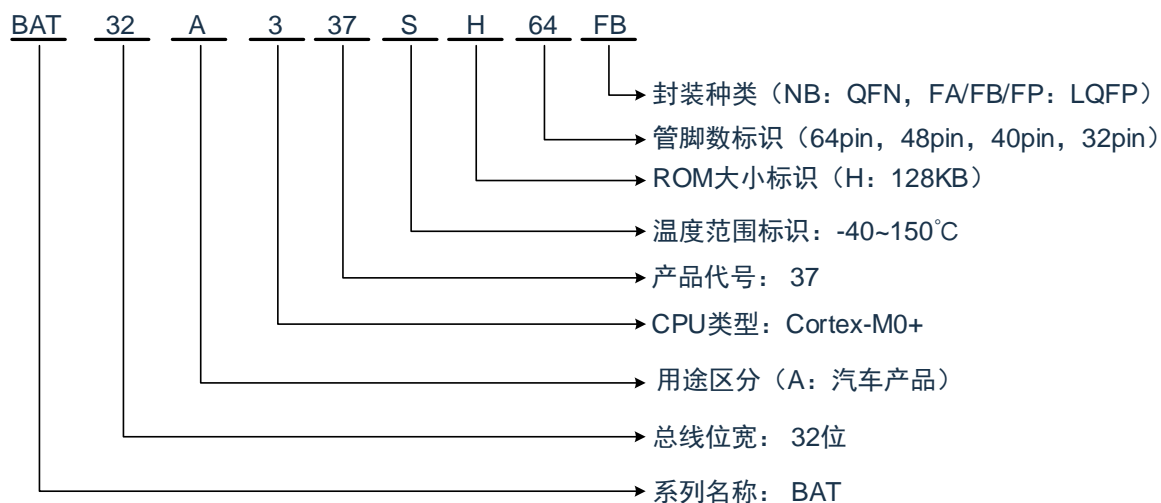 BAT 32 A 3 37 S H 64 FB
封装种类（NB：QFN，FA/FB/FP：LQFP）
管脚数标识（64pin，48pin，40pin，32pin）
ROM大小标识（H：128KB）
温度范围标识：-40~150℃
产品代号： 37
CPU类型：Cortex-M0+
用途区分（A：汽车产品）
总线位宽： 32位
系列名称： BAT